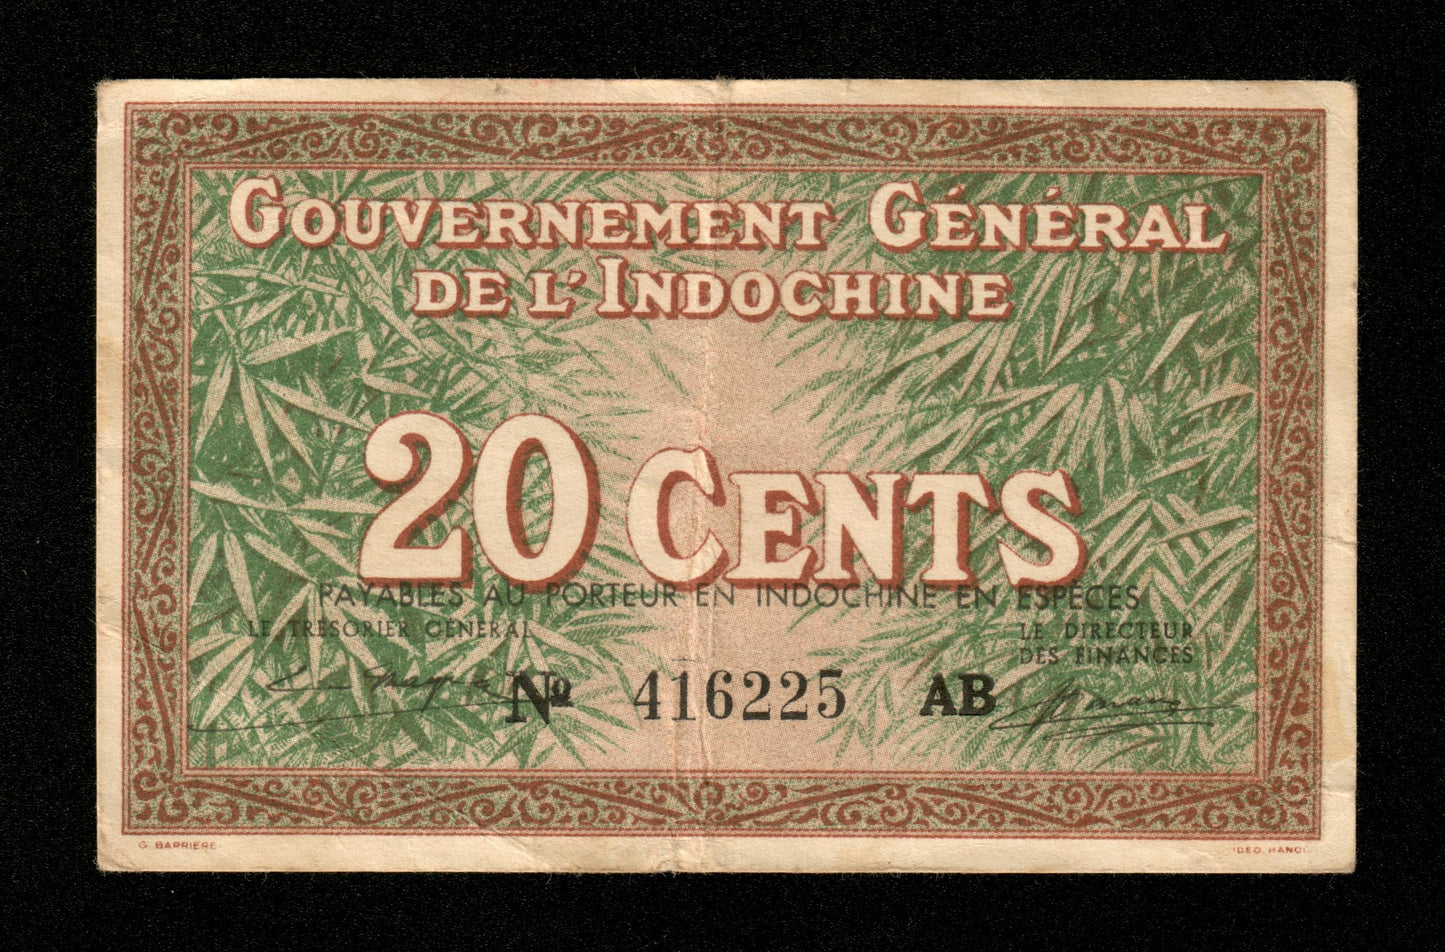 GOUVERNEMENT GÉNÉRAL
DE L'INDOCHINE
20 CENTS
PAYABLES AU PORTEUR EN INDOCHINE EN ESPÈCES
LE TRÉSORIER GÉNÉRAL
LE DIRECTEUR
DES FINANCES
Nº 416225 AB
G. BARRIERE
IDEO. HANOI